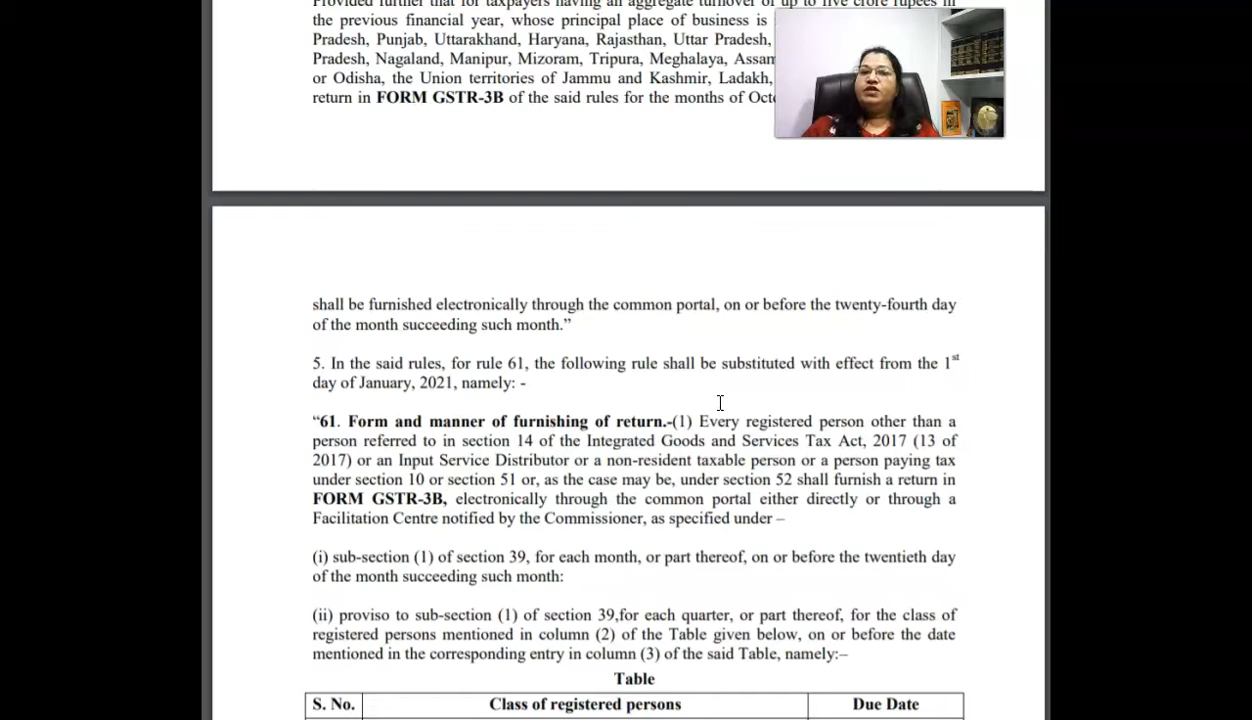 Provided further that for taxpayers having an aggregate turnover of up to five crore rupees in
the previous financial year, whose principal place of business is
Pradesh, Punjab, Uttarakhand, Haryana, Rajasthan, Uttar Pradesh,
Pradesh, Nagaland, Manipur, Mizoram, Tripura, Meghalaya, Assam
or Odisha, the Union territories of Jammu and Kashmir, Ladakh,
return in FORM GSTR-3B of the said rules for the months of
shall be furnished electronically through the common portal, on or before the twenty-fourth day
of the month succeeding such month.”
5. In the said rules, for rule 61, the following rule shall be substituted with effect from the 1st
day of January, 2021, namely: -
“61. Form and manner of furnishing of return.-(1) Every registered person other than a
person referred to in section 14 of the Integrated Goods and Services Tax Act, 2017 (13 of
2017) or an Input Service Distributor or a non-resident taxable person or a person paying tax
under section 10 or section 51 or, as the case may be, under section 52 shall furnish a return in
FORM GSTR-3B, electronically through the common portal either directly or through a
Facilitation Centre notified by the Commissioner, as specified under –
(i) sub-section (1) of section 39, for each month, or part thereof, on or before the twentieth day
of the month succeeding such month:
(ii) proviso to sub-section (1) of section 39,for each quarter, or part thereof, for the class of
registered persons mentioned in column (2) of the Table given below, on or before the date
mentioned in the corresponding entry in column (3) of the said Table, namely:–
Table
S. No. Class of registered persons Due Date